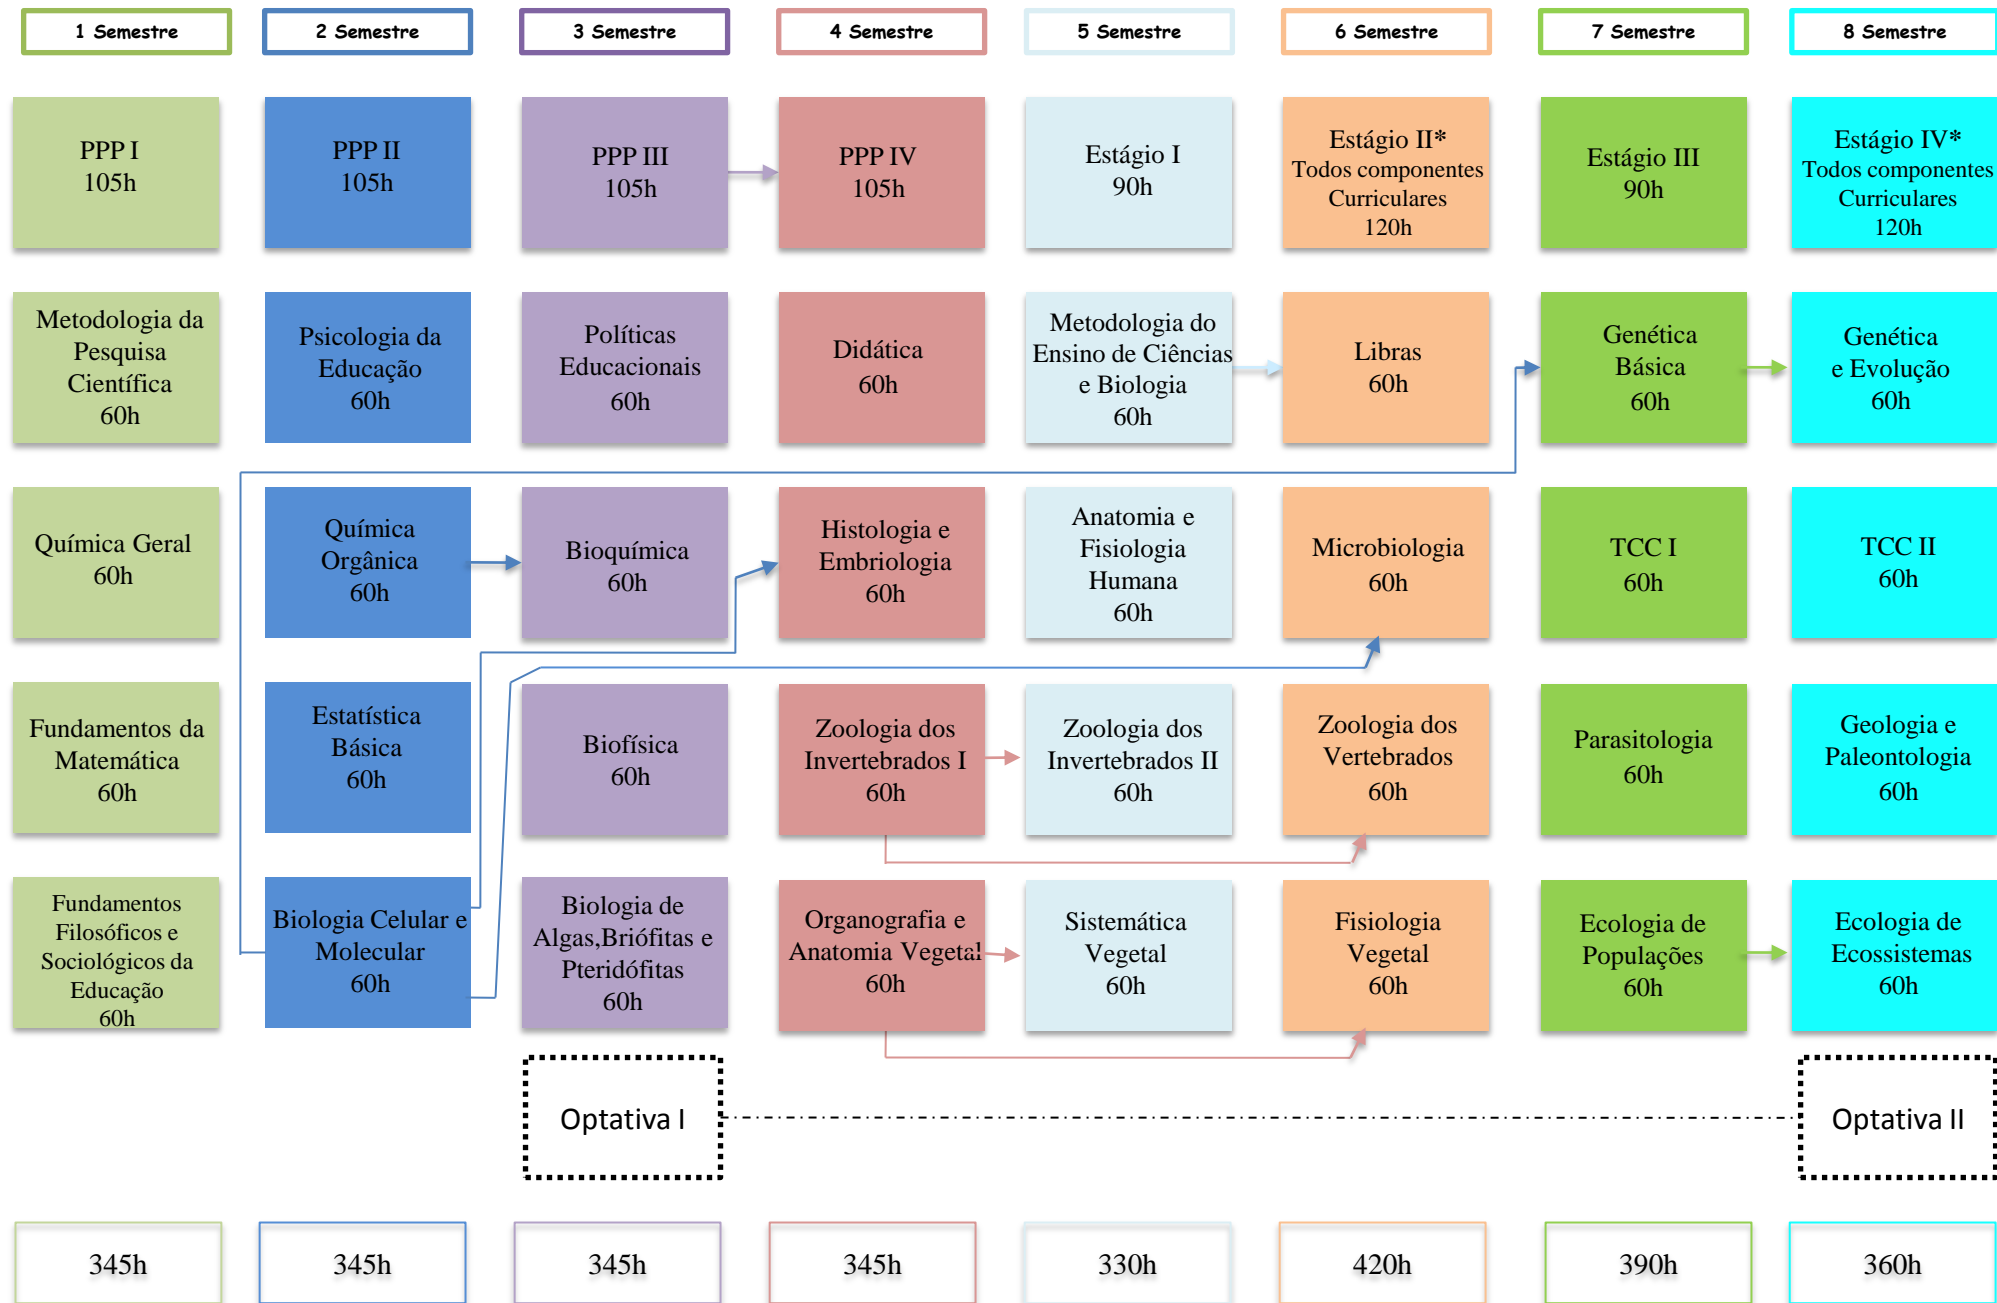 1 Semestre
2 Semestre
3 Semestre
4 Semestre
5 Semestre
6 Semestre
7 Semestre
8 Semestre
PPP I
105h
PPP II
105h
PPP III
105h
PPP IV
105h
Estágio I
90h
Estágio II*
Todos componentes
Curriculares
120h
Estágio III
90h
Estágio IV*
Todos componentes
Curriculares
120h
Metodologia da
Pesquisa
Científica
60h
Psicologia da
Educação
60h
Políticas
Educacionais
60h
Didática
60h
Metodologia do
Ensino de Ciências
e Biologia
60h
Libras
60h
Genética
Básica
60h
Genética
e Evolução
60h
Química Geral
60h
Química
Orgânica
60h
Bioquímica
60h
Histologia e
Embriologia
60h
Anatomia e
Fisiologia
Humana
60h
Microbiologia
60h
TCC I
60h
TCC II
60h
Fundamentos da
Matemática
60h
Estatística
Básica
60h
Biofísica
60h
Zoologia dos
Invertebrados I
60h
Zoologia dos
Invertebrados II
60h
Zoologia dos
Vertebrados
60h
Parasitologia
60h
Geologia e
Paleontologia
60h
Fundamentos
Filosóficos e
Sociológicos da
Educação
60h
Biologia Celular e
Molecular
60h
Biologia de
Algas,Briófitas e
Pteridófitas
60h
Organografia e
Anatomia Vegetal
60h
Sistemática
Vegetal
60h
Fisiologia
Vegetal
60h
Ecologia de
Populações
60h
Ecologia de
Ecossistemas
60h
Optativa I
Optativa II
345h
345h
345h
345h
330h
420h
390h
360h